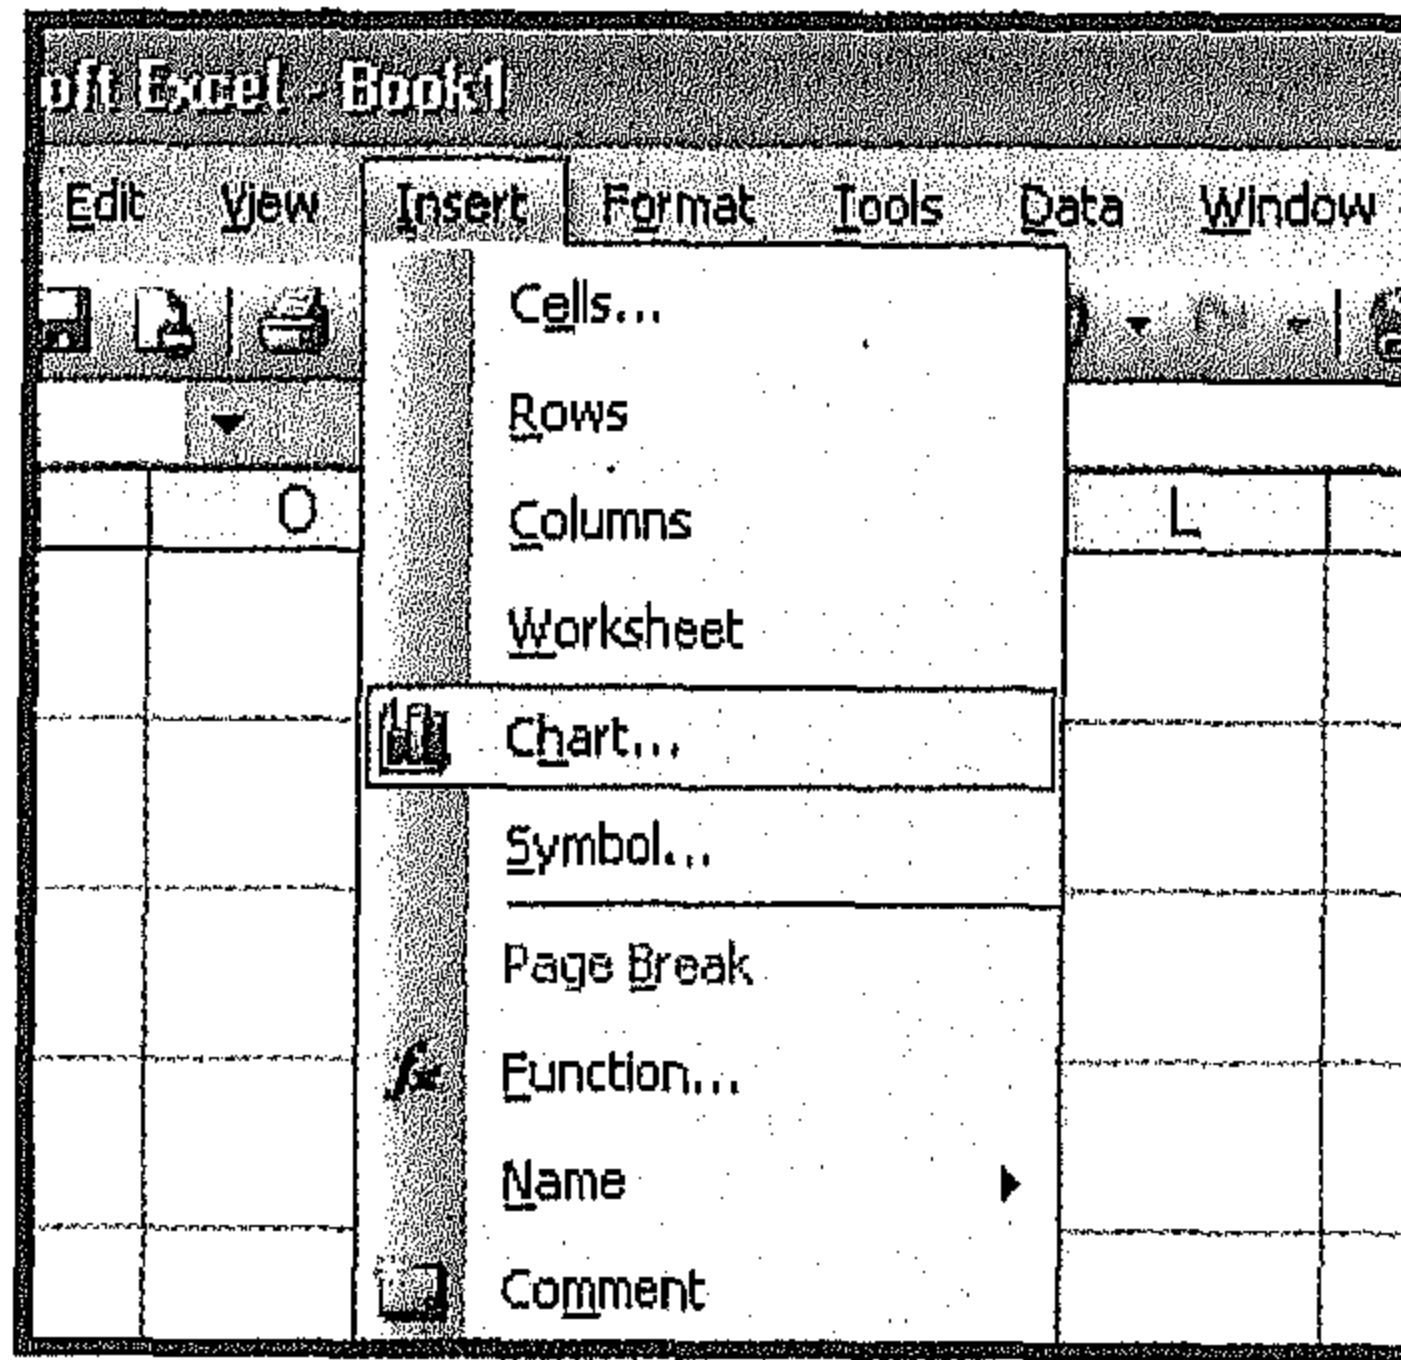 oft Excel - Book1
Edit View Insert Format Tools Data Window
Cells...
Rows
Columns
O L
Worksheet
Chart...
Symbol...
Page Break
fx Function...
Name
Comment